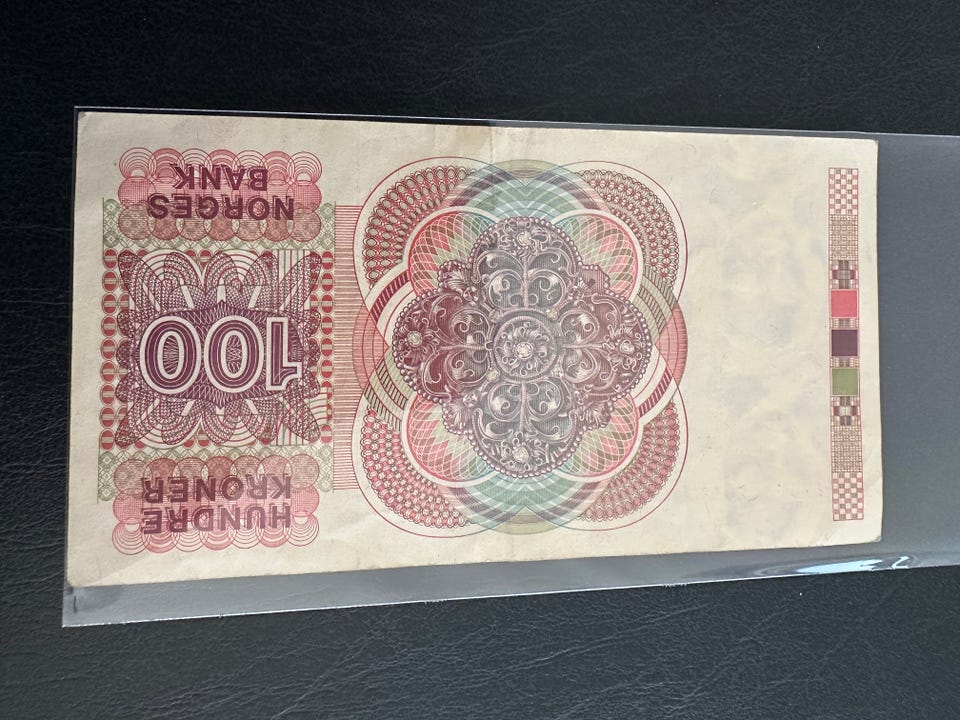 NORGES
BANK
100
HUNDRE
KRONER